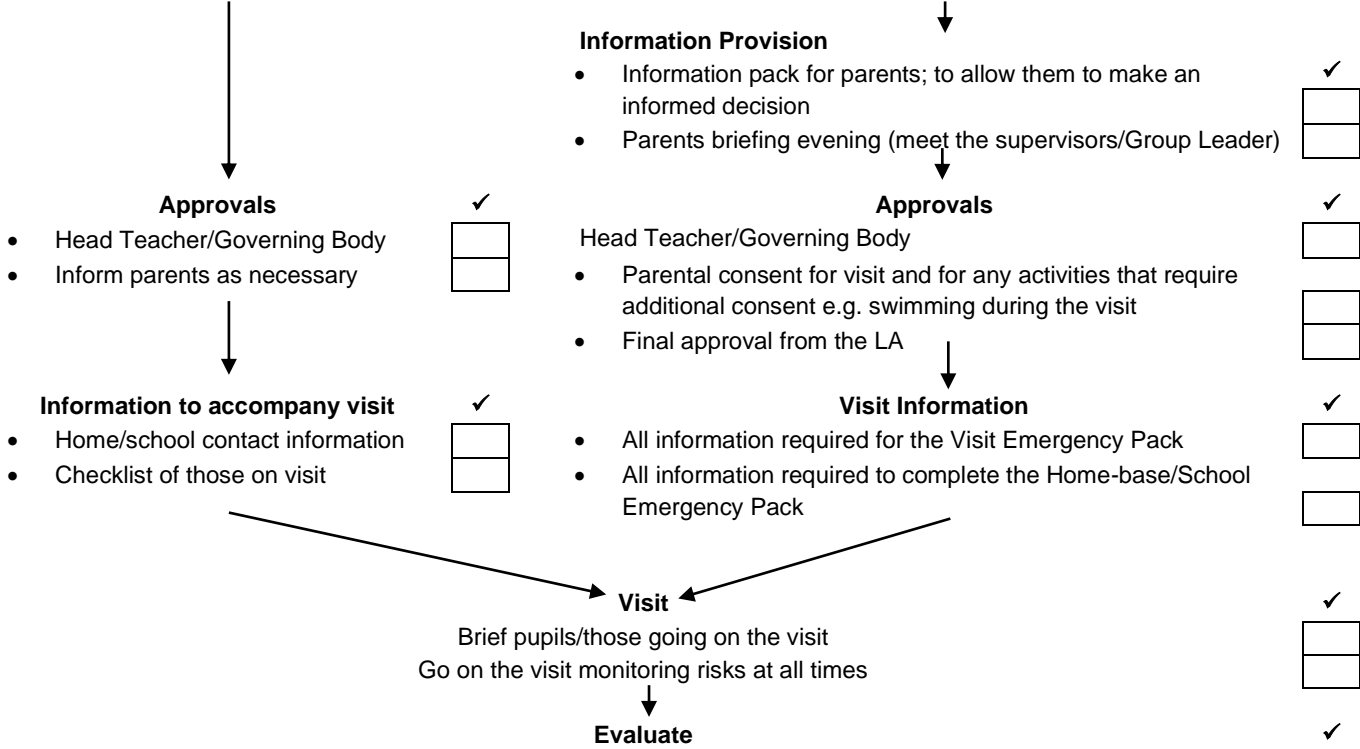 Information Provision
✓
• Information pack for parents; to allow them to make an
informed decision
• Parents briefing evening (meet the supervisors/Group Leader)
Approvals ✓
• Head Teacher/Governing Body
• Inform parents as necessary
Approvals ✓
Head Teacher/Governing Body
• Parental consent for visit and for any activities that require
additional consent e.g. swimming during the visit
• Final approval from the LA
Information to accompany visit ✓
• Home/school contact information
• Checklist of those on visit
Visit Information ✓
• All information required for the Visit Emergency Pack
• All information required to complete the Home-base/School
Emergency Pack
Visit ✓
Brief pupils/those going on the visit
Go on the visit monitoring risks at all times
Evaluate ✓